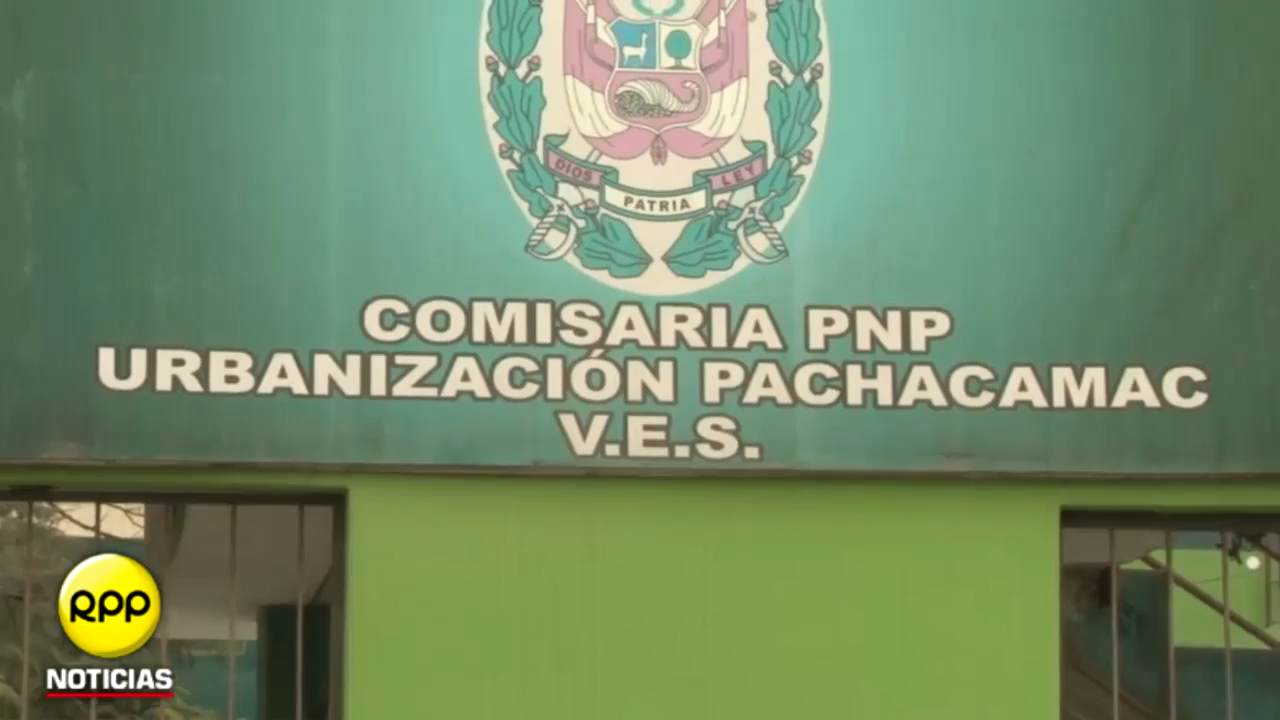 DIOS PATRIA LEY
COMISARIA PNP
URBANIZACIÓN PACHACAMAC
V.E.S.
RPP
NOTICIAS